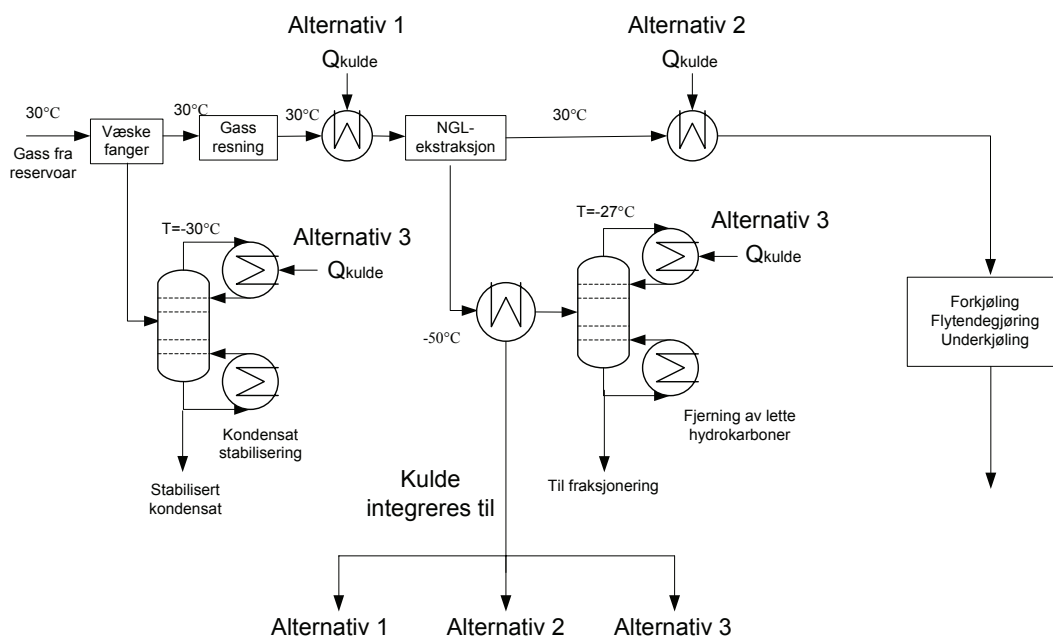 Alternativ 1
Qkulde
Alternativ 2
Qkulde
30°C
30°C
30°C
30°C
Gass fra
reservoar
Væske
fanger
Gass
resning
NGL-
ekstraksjon
T=-30°C
Alternativ 3
Qkulde
T=-27°C
Alternativ 3
Qkulde
-50°C
Forkjøling
Flytendegjøring
Underkjøling
Kondensat
stabilisering
Stabilisert
kondensat
Fjerning av lette
hydrokarboner
Til fraksjonering
Kulde
integreres til
Alternativ 1
Alternativ 2
Alternativ 3